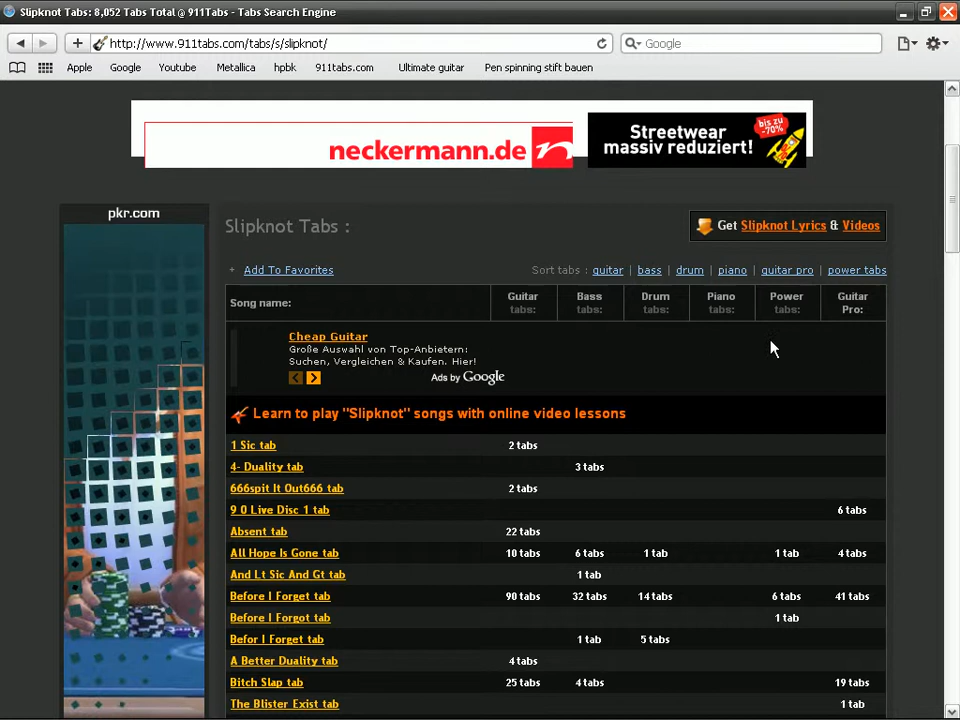 Slipknot Tabs: 8,052 Tabs Total @ 911Tabs - Tabs Search Engine
http://www.911tabs.com/tabs/s/slipknot/
Google
Apple Google Youtube Metallica hpbk 911tabs.com Ultimate guitar Pen spinning stift bauen
neckermann.de
Streetwear
massiv reduziert!
bis zu
-70%
pkr.com
Slipknot Tabs :
Get Slipknot Lyrics & Videos
+ Add To Favorites
Sort tabs : guitar | bass | drum | piano | guitar pro | power tabs
Song name: Guitar tabs: Bass tabs: Drum tabs: Piano tabs: Power tabs: Guitar Pro:
Cheap Guitar
Große Auswahl von Top-Anbietern:
Suchen, Vergleichen & Kaufen. Hier!
Ads by Google
Learn to play "Slipknot" songs with online video lessons
1 Sic tab 2 tabs
4- Duality tab 3 tabs
666spit It Out666 tab 2 tabs
9 0 Live Disc 1 tab 6 tabs
Absent tab 22 tabs
All Hope Is Gone tab 10 tabs 6 tabs 1 tab 1 tab 4 tabs
And Lt Sic And Gt tab 1 tab
Before I Forget tab 90 tabs 32 tabs 14 tabs 6 tabs 41 tabs
Before I Forgot tab 1 tab
Befor I Forget tab 1 tab 5 tabs
A Better Duality tab 4 tabs
Bitch Slap tab 25 tabs 4 tabs 19 tabs
The Blister Exist tab 1 tab